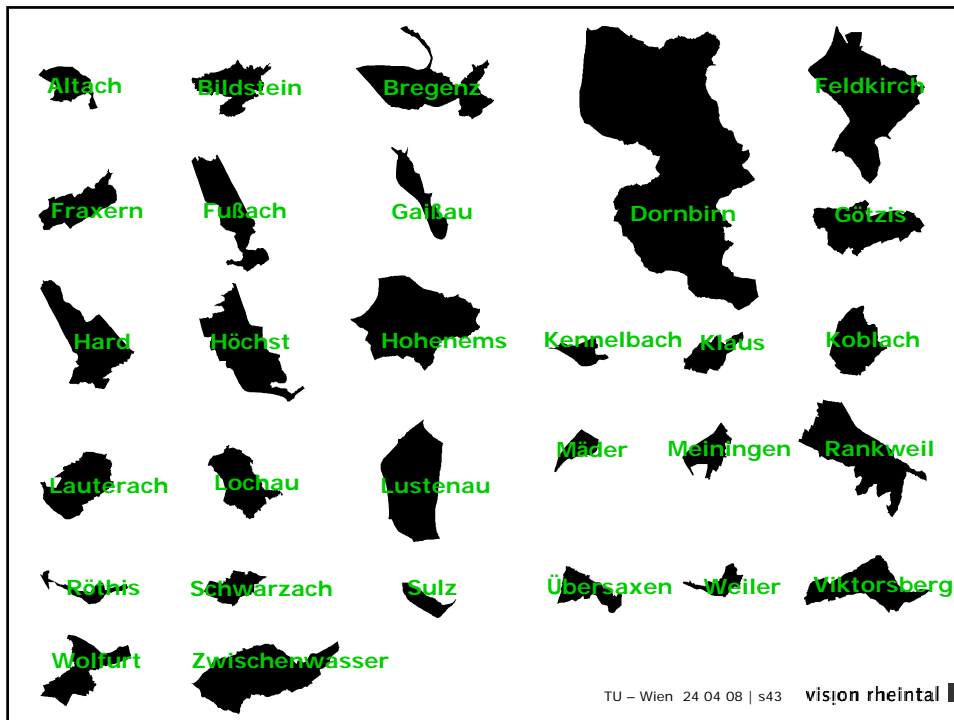 Altach
Bildstein
Bregenz
Feldkirch
Fraxern
Fußach
Gaißau
Dornbirn
Götzis
Hard
Höchst
Hohenems
Kennelbach
Klaus
Koblach
Lauterach
Lochau
Lustenau
Mäder
Meiningen
Rankweil
Röthis
Schwarzach
Sulz
Übersaxen
Weiler
Viktorsberg
Wolfurt
Zwischenwasser
TU – Wien 24 04 08 | s43
vision rheintal